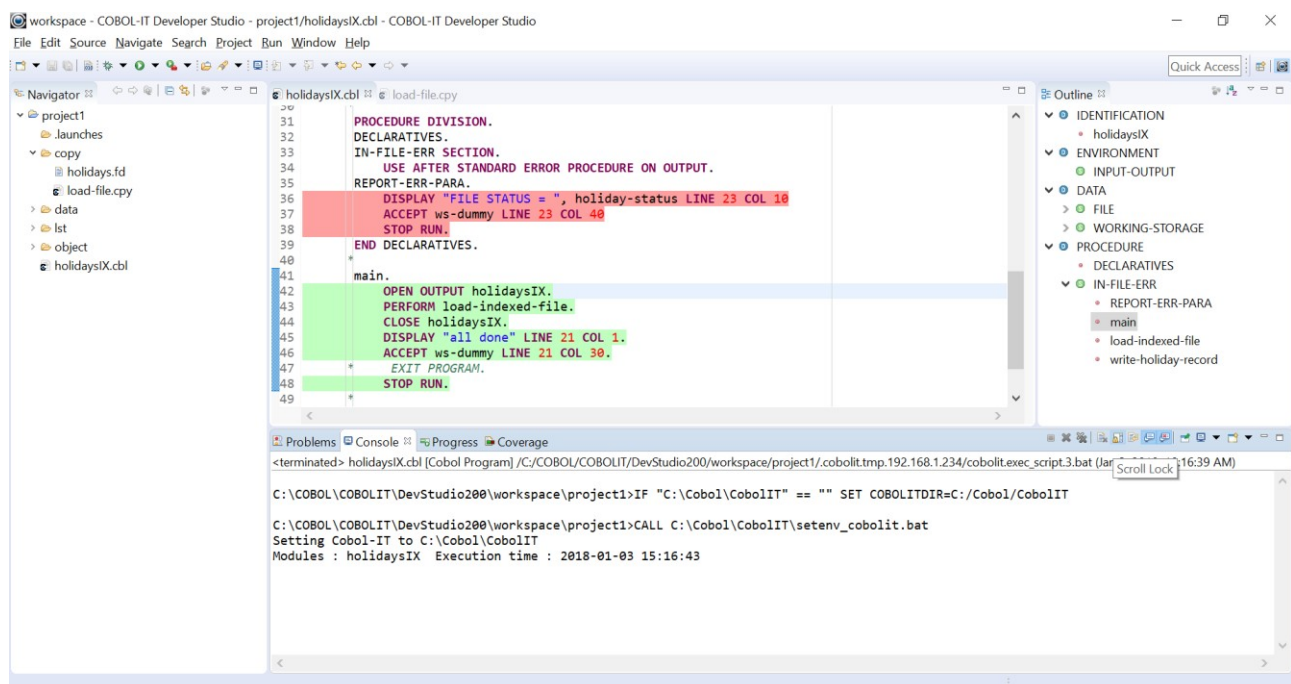 workspace - COBOL-IT Developer Studio - project1/holidaysIX.cbl - COBOL-IT Developer Studio
File Edit Source Navigate Search Project Run Window Help
Quick Access
Navigator
project1
.launches
copy
holidays.fd
load-file.cpy
data
lst
object
holidaysIX.cbl
holidaysIX.cbl load-file.cpy
30 *
31 PROCEDURE DIVISION.
32 DECLARATIVES.
33 IN-FILE-ERR SECTION.
34 USE AFTER STANDARD ERROR PROCEDURE ON OUTPUT.
35 REPORT-ERR-PARA.
36 DISPLAY "FILE STATUS = ", holiday-status LINE 23 COL 10
37 ACCEPT ws-dummy LINE 23 COL 40
38 STOP RUN.
39 END DECLARATIVES.
40 *
41 main.
42 OPEN OUTPUT holidaysIX.
43 PERFORM load-indexed-file.
44 CLOSE holidaysIX.
45 DISPLAY "all done" LINE 21 COL 1.
46 ACCEPT ws-dummy LINE 21 COL 30.
47 * EXIT PROGRAM.
48 STOP RUN.
49 *
Outline
IDENTIFICATION
holidaysIX
ENVIRONMENT
INPUT-OUTPUT
DATA
FILE
WORKING-STORAGE
PROCEDURE
DECLARATIVES
IN-FILE-ERR
REPORT-ERR-PARA
main
load-indexed-file
write-holiday-record
Problems Console Progress Coverage
<terminated> holidaysIX.cbl [Cobol Program] /C:/COBOL/COBOLIT/DevStudio200/workspace/project1/.cobolit.tmp.192.168.1.234/cobolit.exec_script.3.bat 16:39 AM)
Scroll Lock
C:\COBOL\COBOLIT\DevStudio200\workspace\project1>IF "C:\Cobol\CobolIT" == "" SET COBOLITDIR=C:/Cobol/CobolIT
C:\COBOL\COBOLIT\DevStudio200\workspace\project1>CALL C:\Cobol\CobolIT\setenv_cobolit.bat
Setting Cobol-IT to C:\Cobol\CobolIT
Modules : holidaysIX Execution time : 2018-01-03 15:16:43